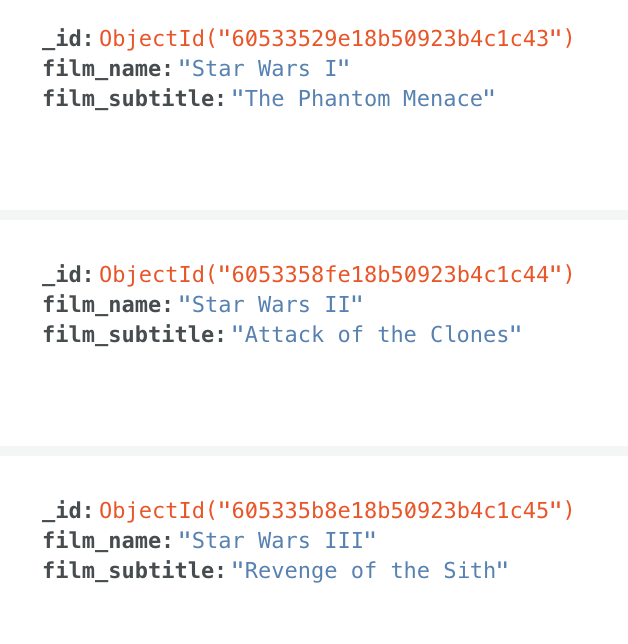 _id: ObjectId("60533529e18b50923b4c1c43")
film_name: "Star Wars I"
film_subtitle: "The Phantom Menace"
_id: ObjectId("6053358fe18b50923b4c1c44")
film_name: "Star Wars II"
film_subtitle: "Attack of the Clones"
_id: ObjectId("605335b8e18b50923b4c1c45")
film_name: "Star Wars III"
film_subtitle: "Revenge of the Sith"